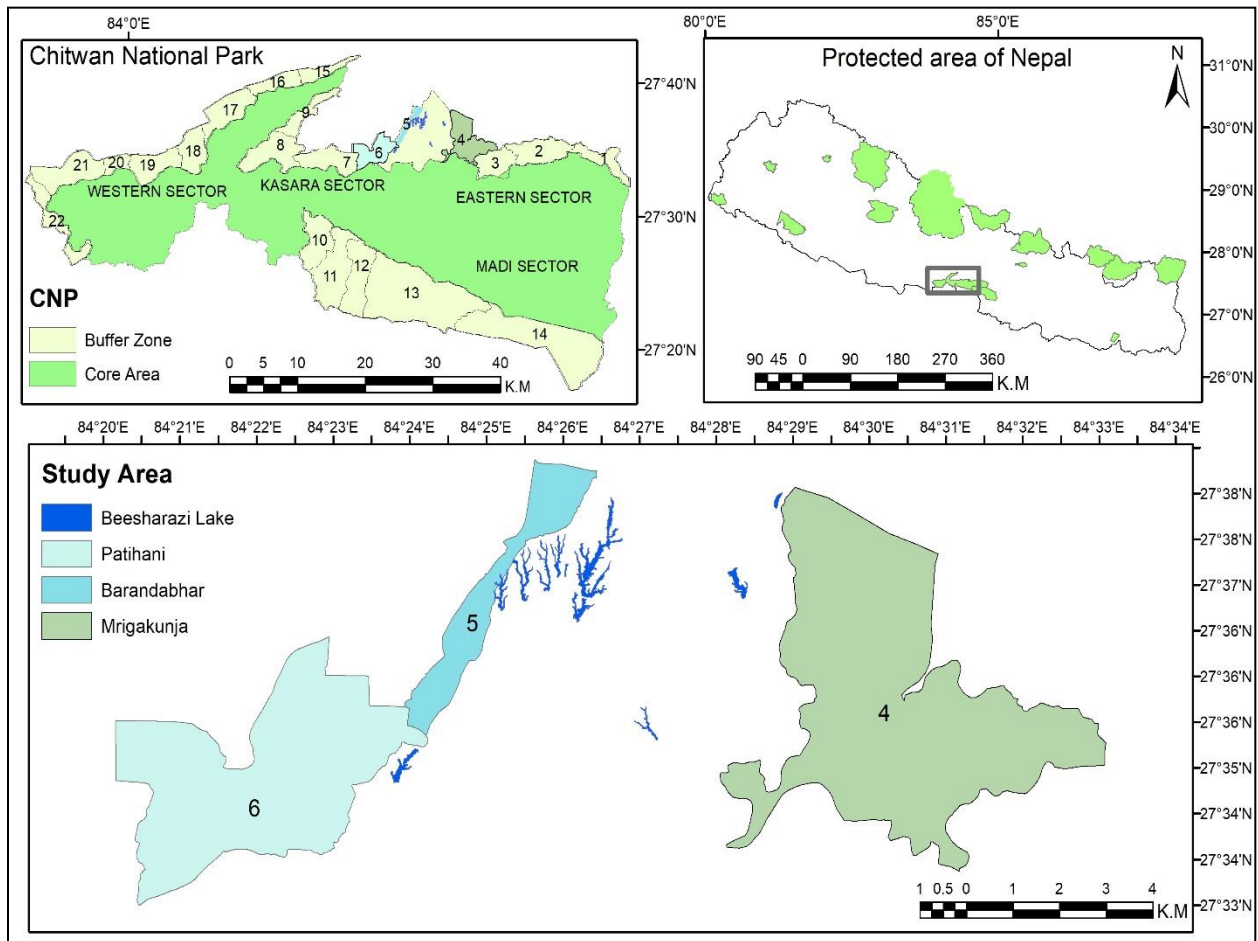 84°0'E
Chitwan National Park
27°40'N
27°30'N
27°20'N
15
16
9
17
5
4
8
6
18
7
3
2
1
21
20
19
WESTERN SECTOR
KASARA SECTOR
EASTERN SECTOR
22
10
12
MADI SECTOR
11
13
14
CNP
Buffer Zone
Core Area
0 5 10 20 30 40
K.M
80°0'E 85°0'E
Protected area of Nepal
N
31°0'N
30°0'N
29°0'N
28°0'N
27°0'N
26°0'N
90 45 0 90 180 270 360
K.M
84°20'E 84°21'E 84°22'E 84°23'E 84°24'E 84°25'E 84°26'E 84°27'E 84°28'E 84°29'E 84°30'E 84°31'E 84°32'E 84°33'E 84°34'E
Study Area
Beesharazi Lake
Patihani
Barandabhar
Mrigakunja
5
4
6
27°38'N
27°38'N
27°37'N
27°36'N
27°36'N
27°36'N
27°35'N
27°34'N
27°34'N
27°33'N
1 0.5 0 1 2 3 4
K.M